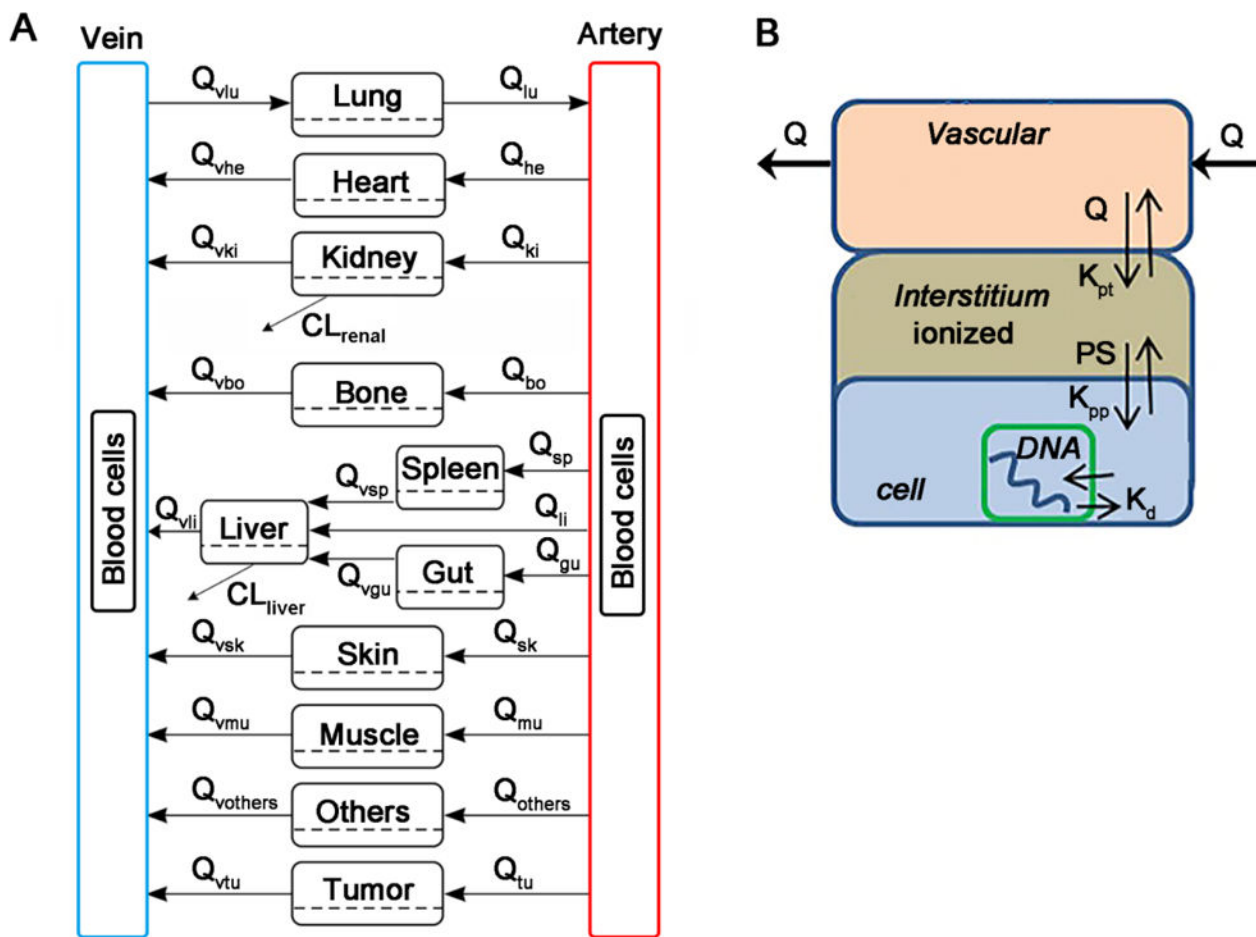 A
Vein
Artery
Q_vlu
Lung
Q_lu
Q_vhe
Heart
Q_he
Q_vki
Kidney
Q_ki
CL_renal
Q_vbo
Bone
Q_bo
Blood cells
Q_vli
Liver
Q_vsp
Spleen
Q_sp
Q_li
Q_vgu
Gut
Q_gu
CL_liver
Blood cells
Q_vsk
Skin
Q_sk
Q_vmu
Muscle
Q_mu
Q_vothers
Others
Q_others
Q_vtu
Tumor
Q_tu
B
Q
Vascular
Q
Q
K_pt
Interstitium
ionized
PS
K_pp
DNA
cell
K_d